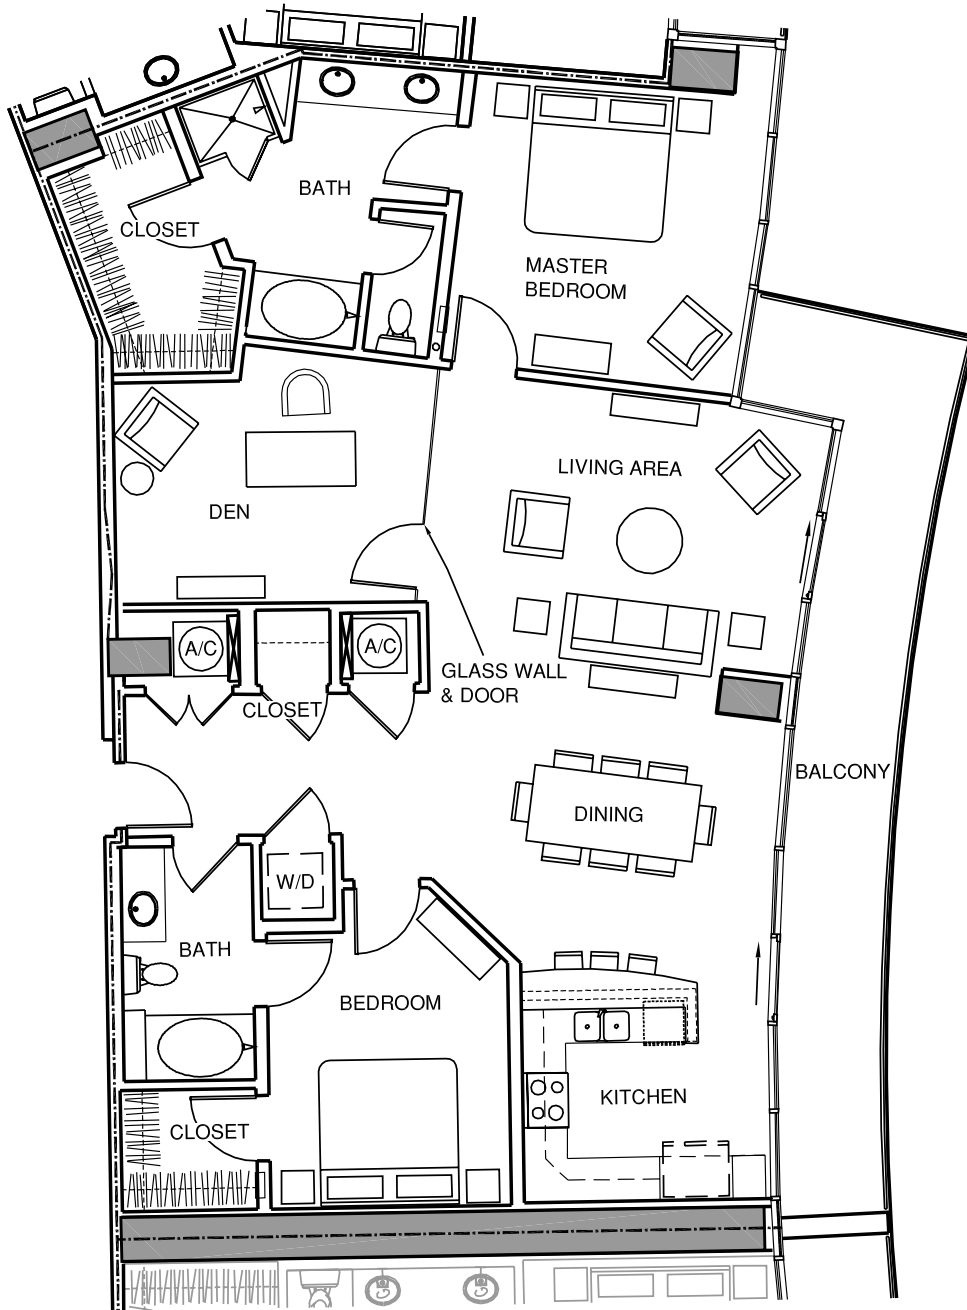 BATH
CLOSET
MASTER
BEDROOM
LIVING AREA
DEN
A/C
A/C
GLASS WALL
& DOOR
CLOSET
BALCONY
DINING
W/D
BATH
BEDROOM
KITCHEN
CLOSET